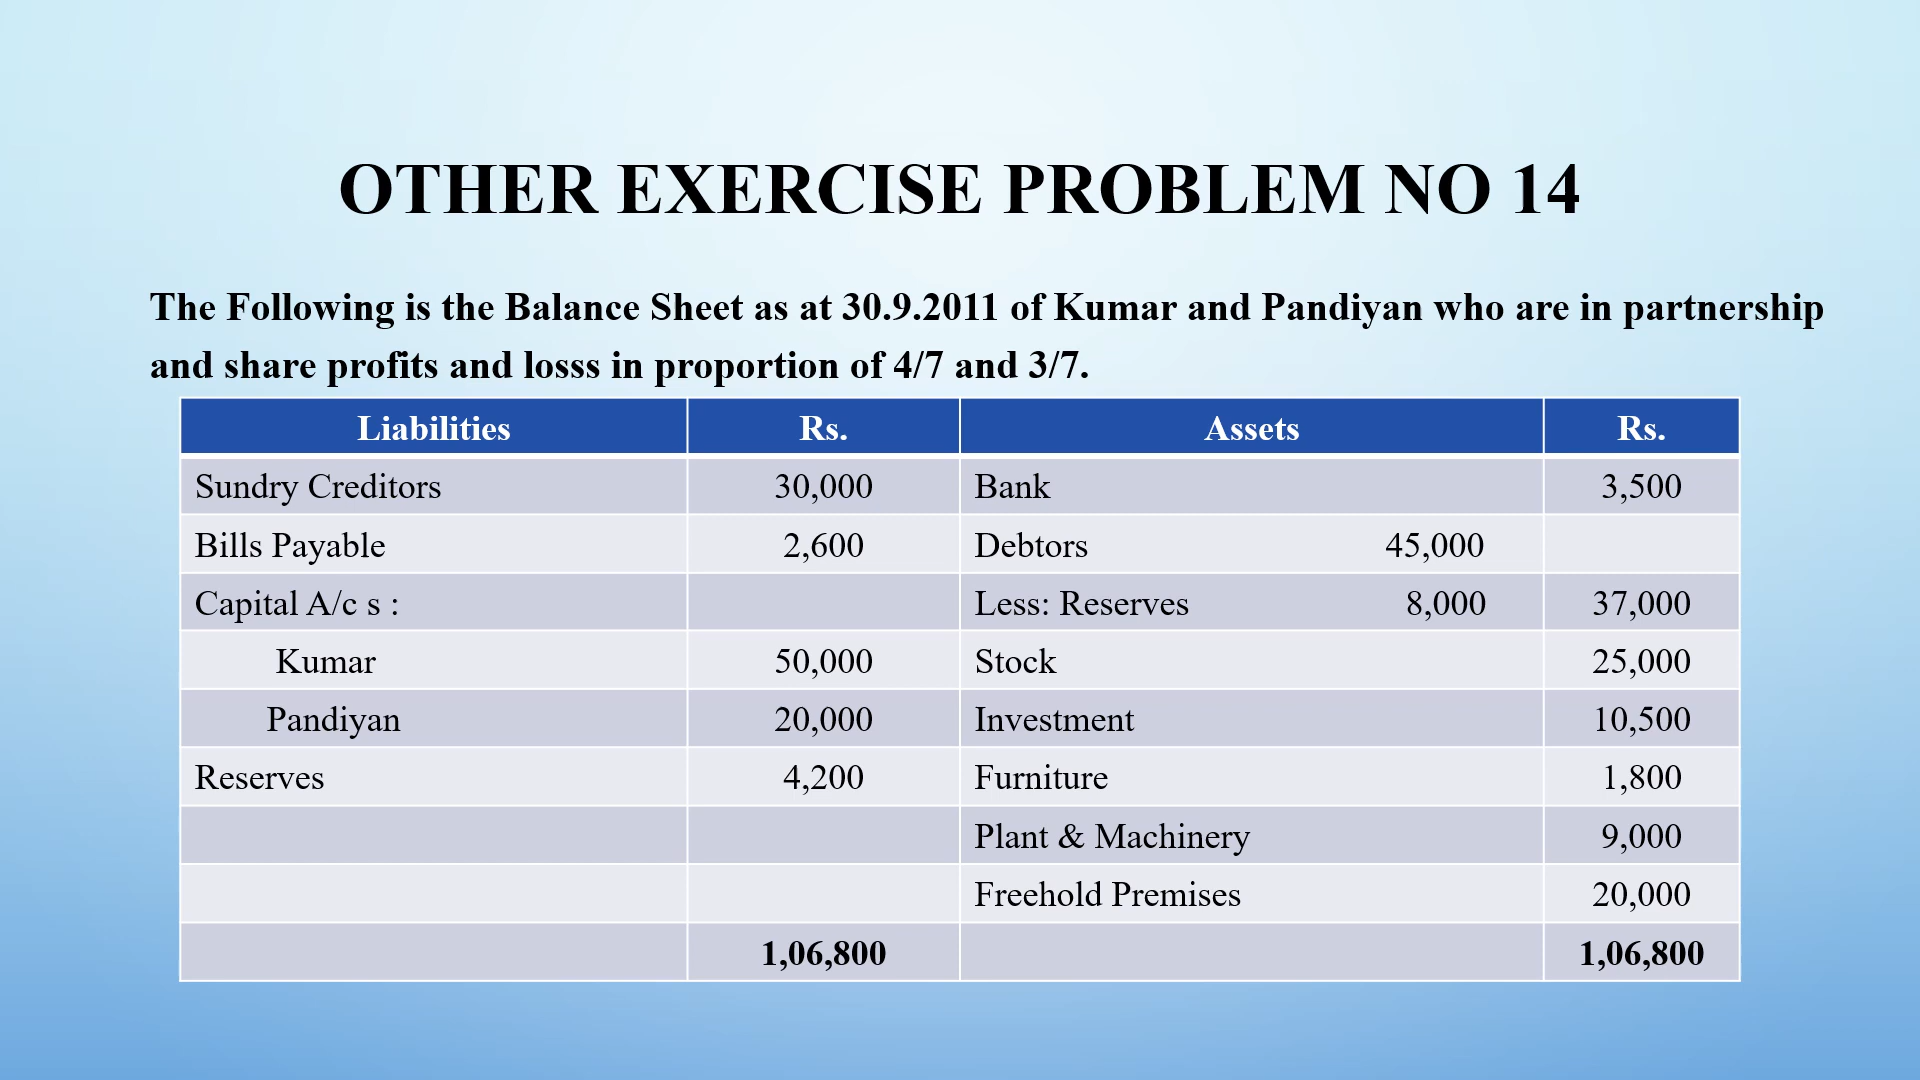 OTHER EXERCISE PROBLEM NO 14
The Following is the Balance Sheet as at 30.9.2011 of Kumar and Pandiyan who are in partnership
and share profits and losss in proportion of 4/7 and 3/7.
Liabilities Rs. Assets Rs.
Sundry Creditors 30,000 Bank 3,500
Bills Payable 2,600 Debtors 45,000
Capital A/c s : Less: Reserves 8,000 37,000
Kumar 50,000 Stock 25,000
Pandiyan 20,000 Investment 10,500
Reserves 4,200 Furniture 1,800
Plant & Machinery 9,000
Freehold Premises 20,000
1,06,800 1,06,800